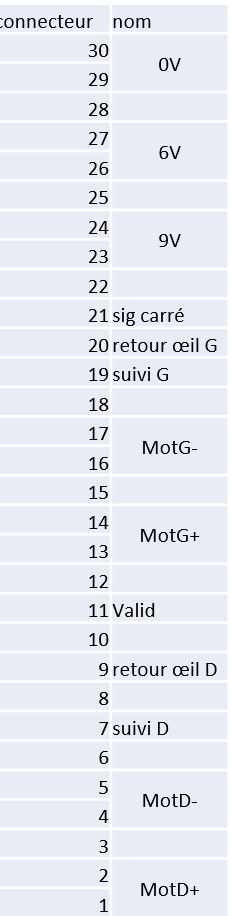 connecteur nom
30
0V
29
28
27
6V
26
25
24
9V
23
22
21 sig carré
20 retour œil G
19 suivi G
18
17
MotG-
16
15
14
MotG+
13
12
11 Valid
10
9 retour œil D
8
7 suivi D
6
5
MotD-
4
3
2
MotD+
1